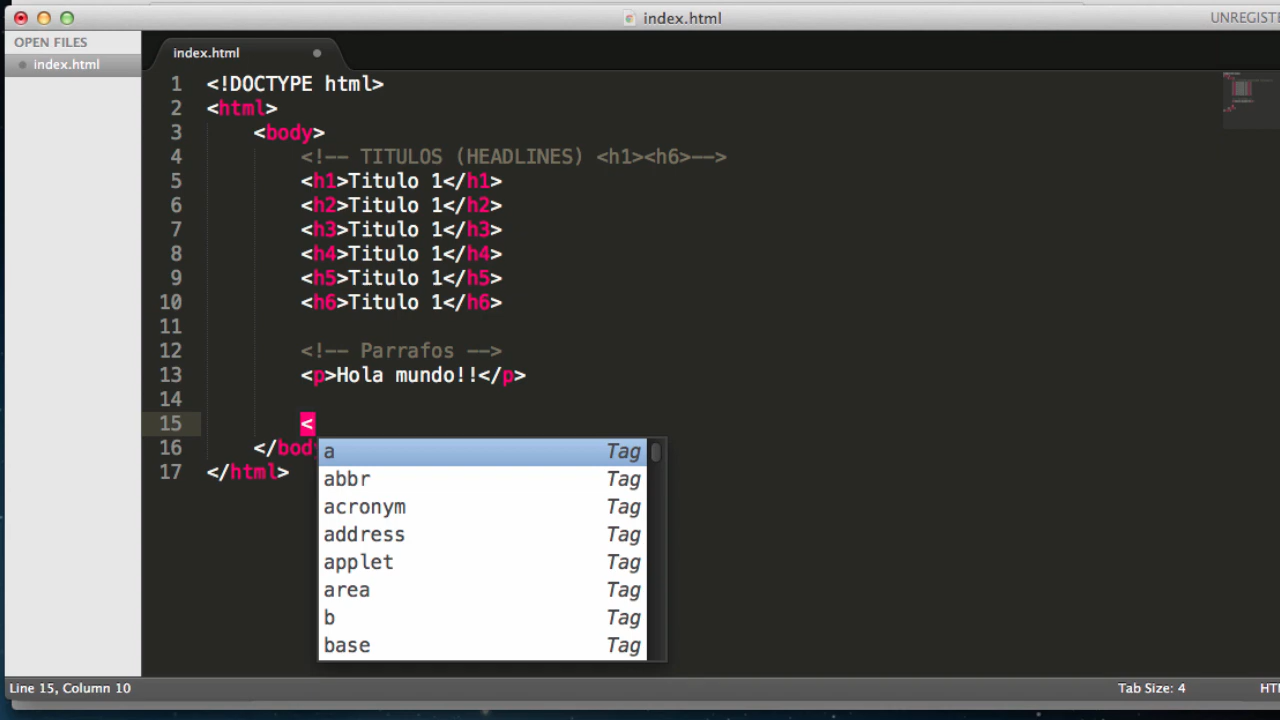 index.html
UNREGIST
OPEN FILES
index.html
index.html
1 <!DOCTYPE html>
2 <html>
3 <body>
4 <!-- TITULOS (HEADLINES) <h1><h6>-->
5 <h1>Titulo 1</h1>
6 <h2>Titulo 1</h2>
7 <h3>Titulo 1</h3>
8 <h4>Titulo 1</h4>
9 <h5>Titulo 1</h5>
10 <h6>Titulo 1</h6>
11
12 <!-- Parrafos -->
13 <p>Hola mundo!!</p>
14
15 <
16 </body
17 </html>
a Tag
abbr Tag
acronym Tag
address Tag
applet Tag
area Tag
b Tag
base Tag
Line 15, Column 10
Tab Size: 4
HT